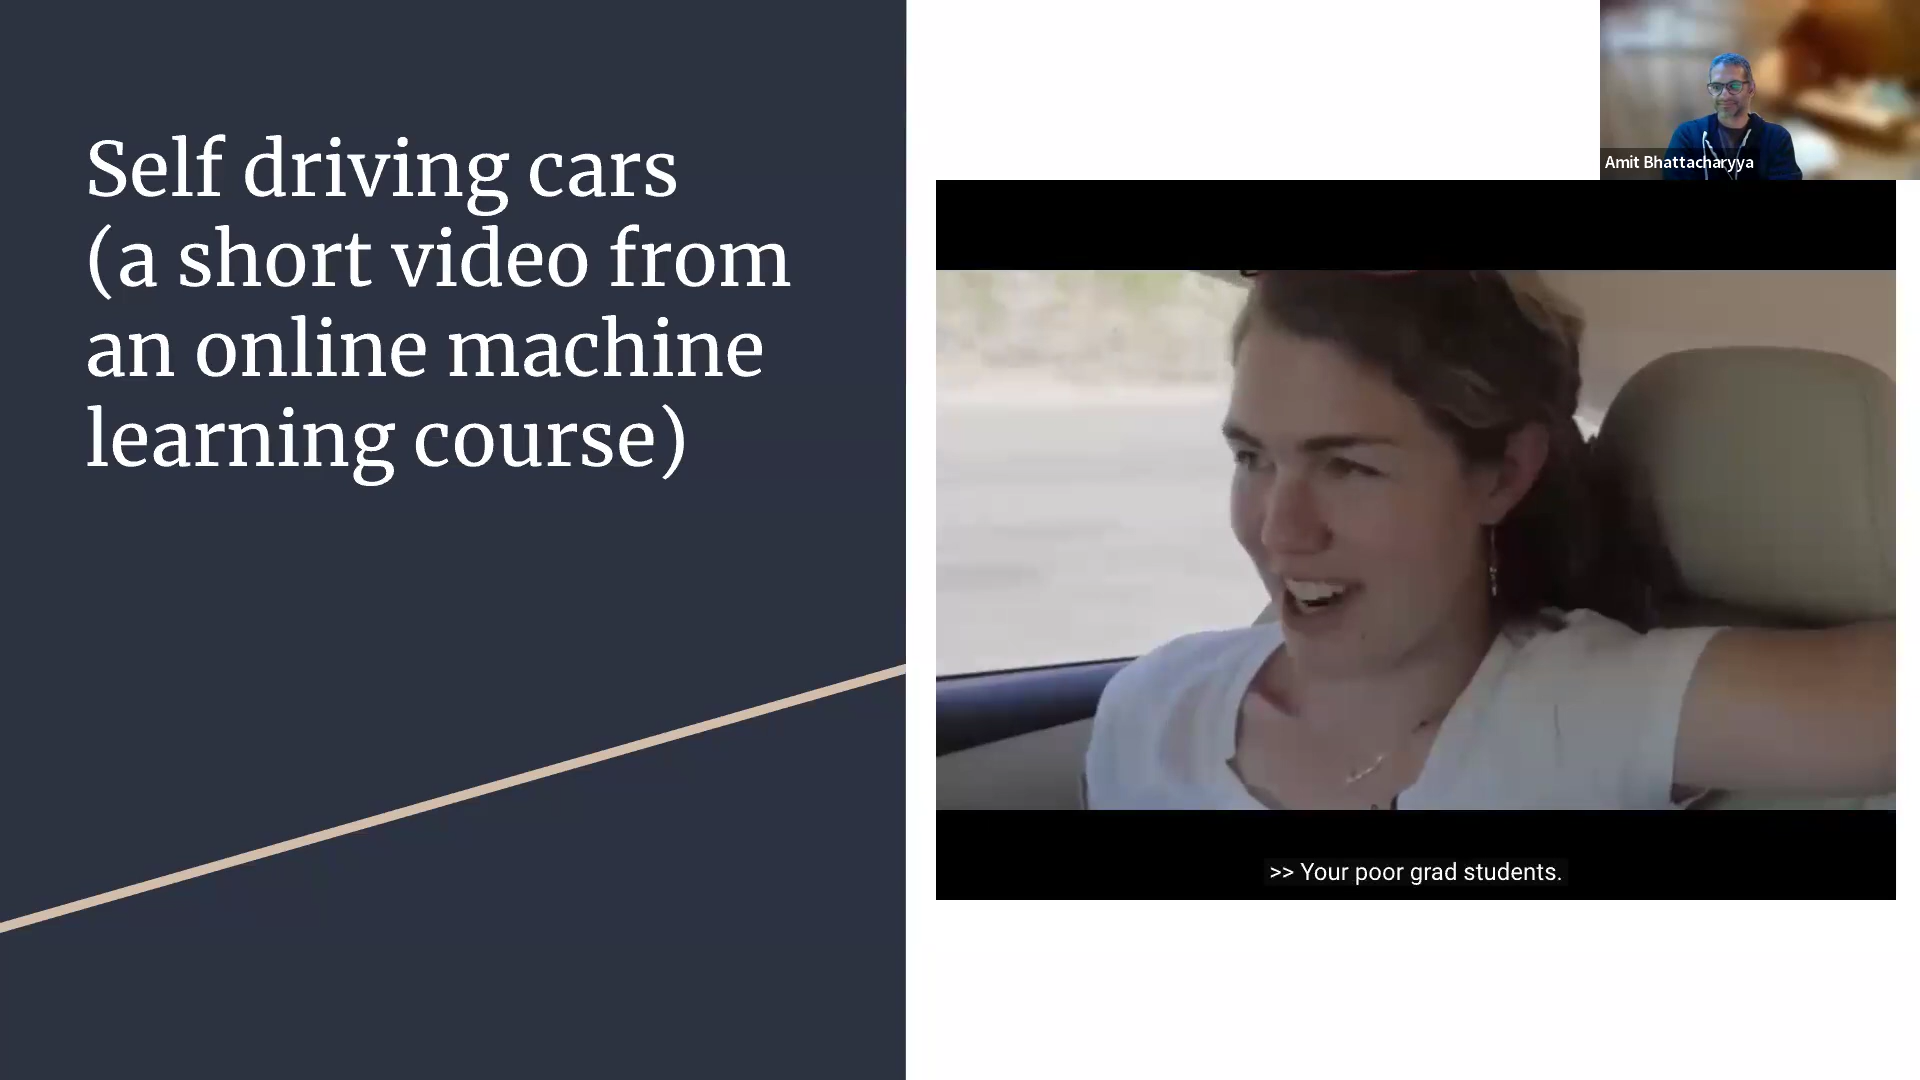 Self driving cars
(a short video from
an online machine
learning course)
Amit Bhattacharyya
>> Your poor grad students.